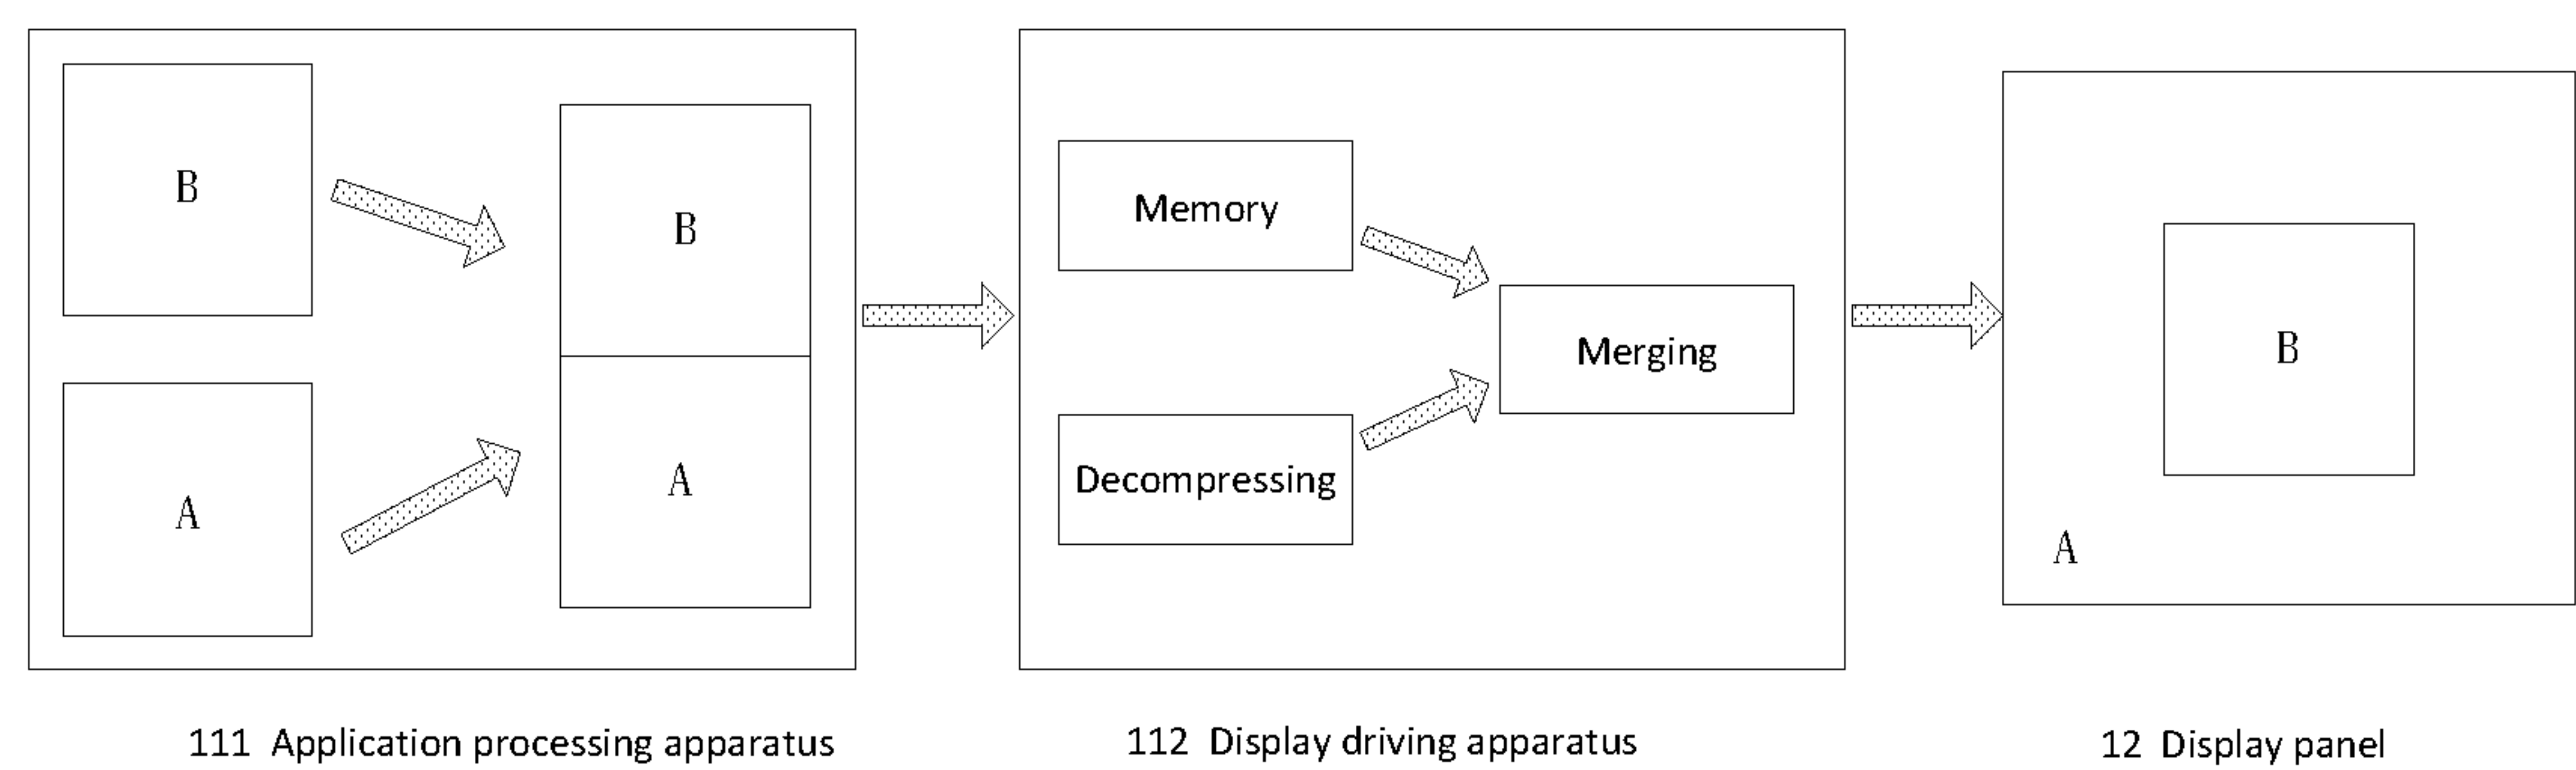 B
A
B
A
Memory
Decompressing
Merging
B
A
111 Application processing apparatus
112 Display driving apparatus
12 Display panel